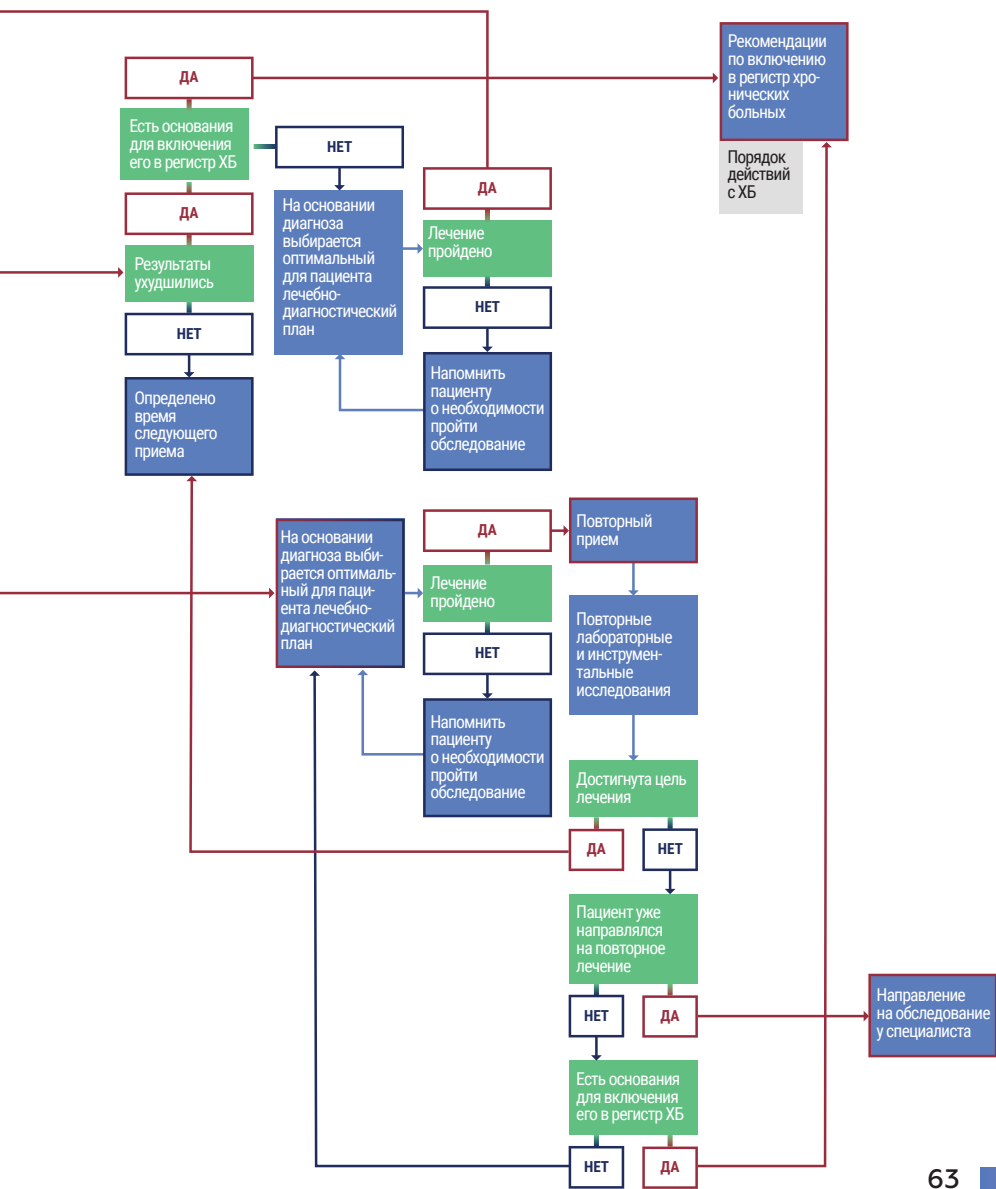 ДА
Есть основания
для включения
его в регистр ХБ
ДА
Результаты
ухудшились
НЕТ
Определено
время
следующего
приема
НЕТ
На основании
диагноза
выбирается
оптимальный
для пациента
лечебно-
диагностический
план
ДА
Лечение
пройдено
НЕТ
Напомнить
пациенту
о необходимости
пройти
обследование
Рекомендации
по включению
в регистр хро-
нических
больных
Порядок
действий
с ХБ
На основании
диагноза выби-
рается оптималь-
ный для паци-
ента лечебно-
диагностический
план
ДА
Лечение
пройдено
НЕТ
Напомнить
пациенту
о необходимости
пройти
обследование
Повторный
прием
Повторные
лабораторные
и инструмен-
тальные
исследования
Достигнута цель
лечения
ДА
НЕТ
Пациент уже
направлялся
на повторное
лечение
НЕТ
ДА
Направление
на обследование
у специалиста
Есть основания
для включения
его в регистр ХБ
НЕТ
ДА
63